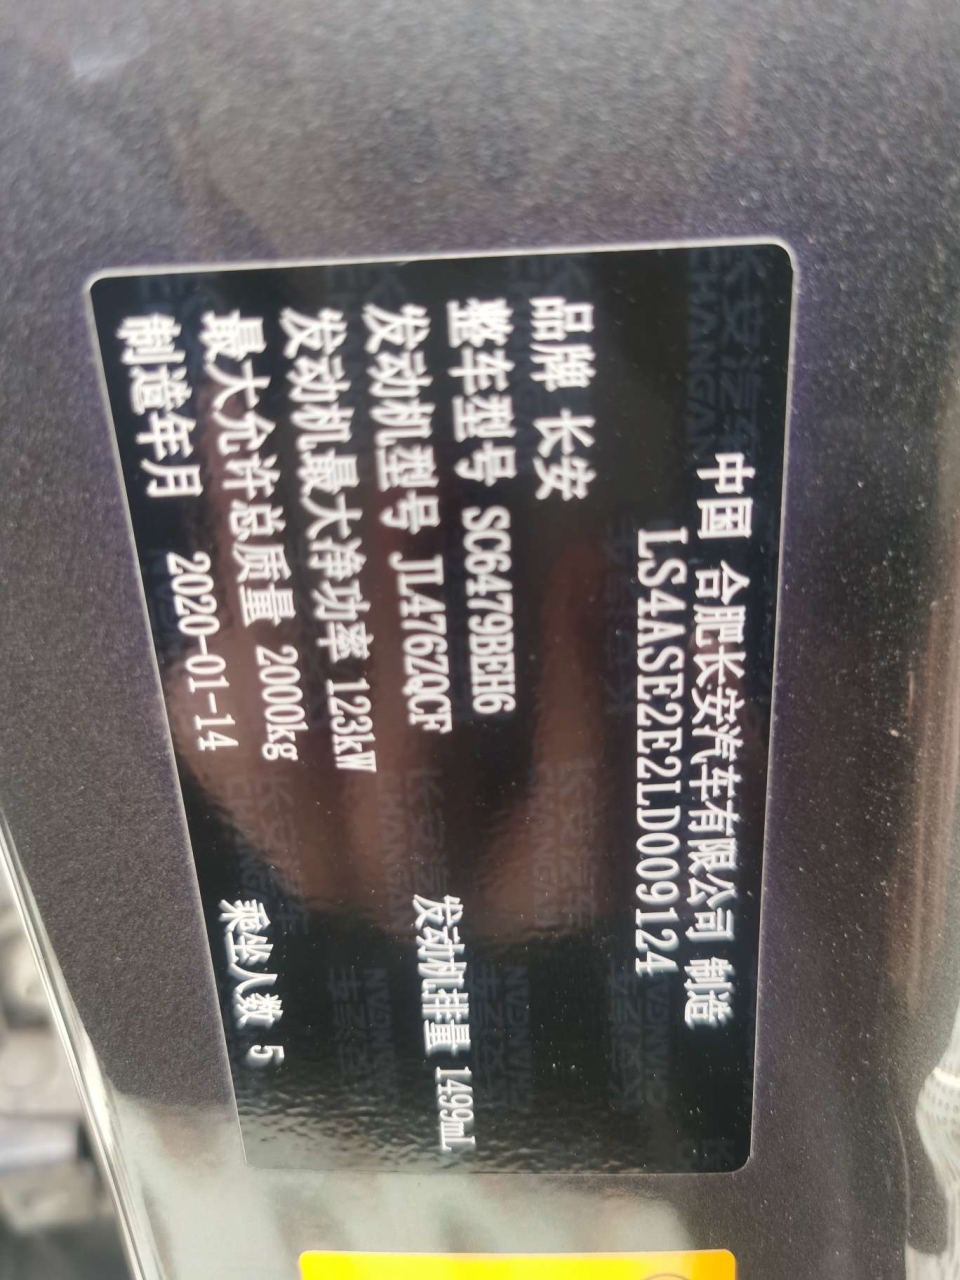 中国 合肥长安汽车有限公司 制造
LS4ASE2E2LD009124
品牌 长安
整车型号 SC6479BEH6
发动机型号 JL476ZQCF 发动机排量 1499mL
发动机最大净功率 123kW
最大允许总质量 2000kg 乘坐人数 5
制造年月 2020-01-14